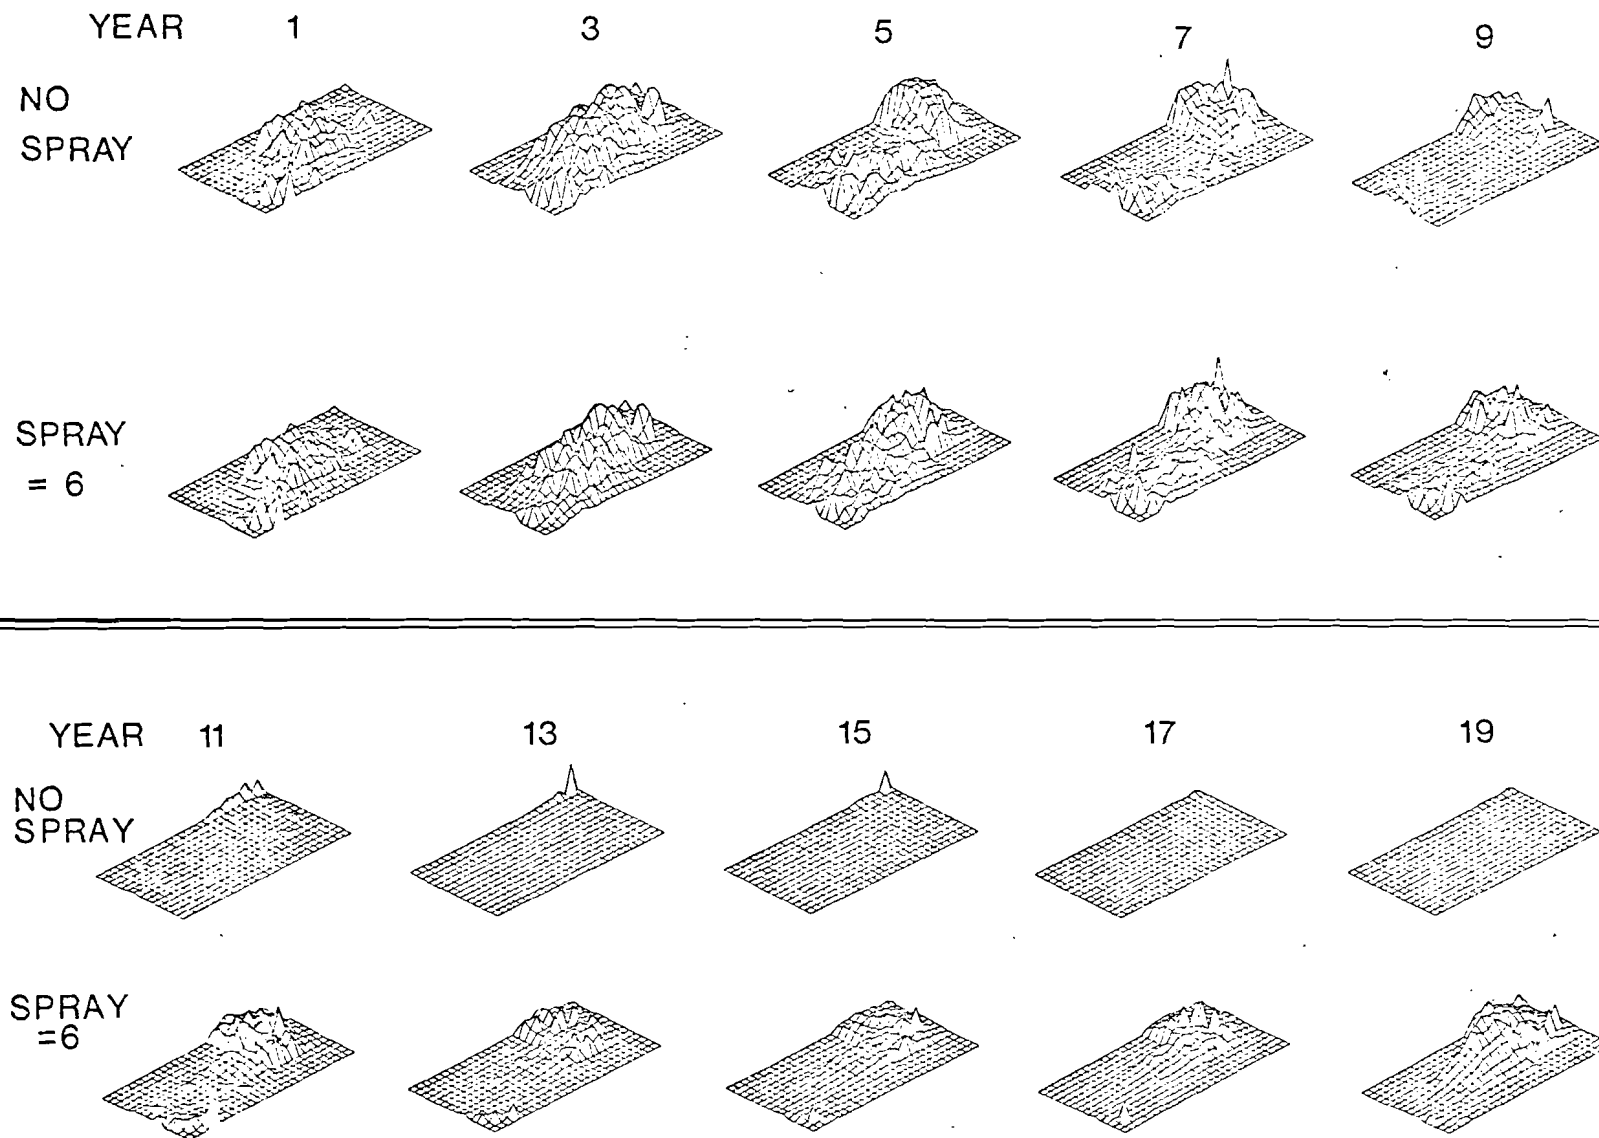 YEAR 1 3 5 7 9
NO
SPRAY
SPRAY
= 6
YEAR 11 13 15 17 19
NO
SPRAY
SPRAY
=6